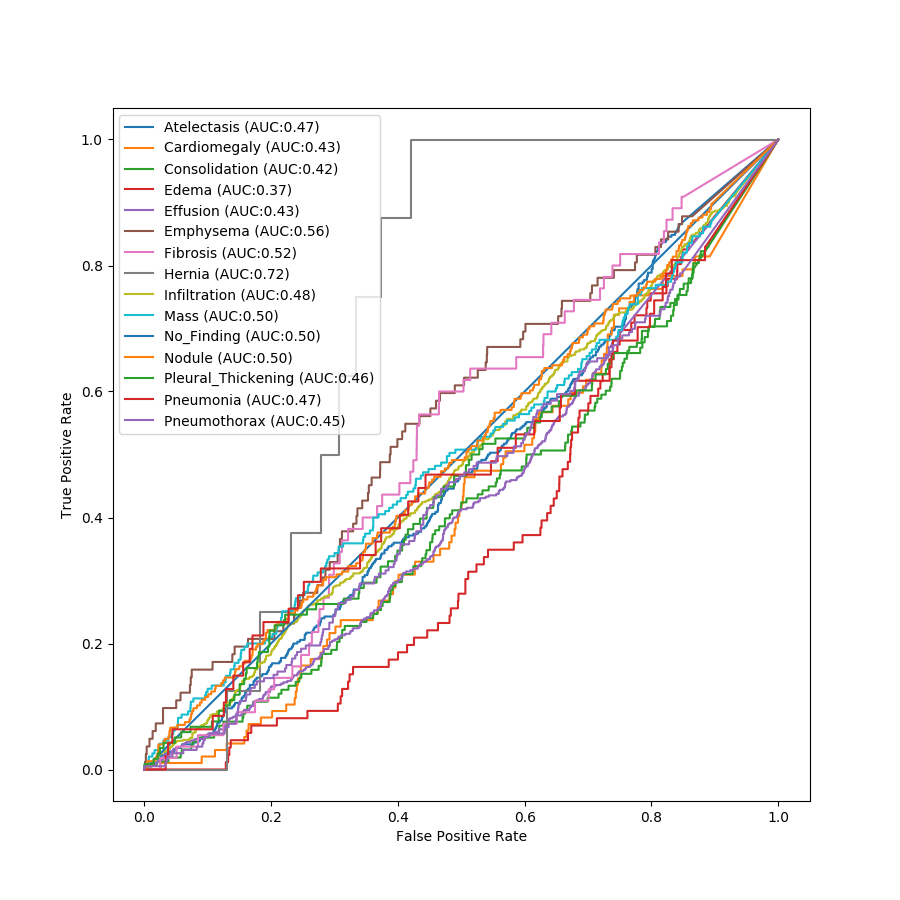 1.0
0.8
0.6
0.4
0.2
0.0
True Positive Rate
Atelectasis (AUC:0.47)
Cardiomegaly (AUC:0.43)
Consolidation (AUC:0.42)
Edema (AUC:0.37)
Effusion (AUC:0.43)
Emphysema (AUC:0.56)
Fibrosis (AUC:0.52)
Hernia (AUC:0.72)
Infiltration (AUC:0.48)
Mass (AUC:0.50)
No_Finding (AUC:0.50)
Nodule (AUC:0.50)
Pleural_Thickening (AUC:0.46)
Pneumonia (AUC:0.47)
Pneumothorax (AUC:0.45)
0.0 0.2 0.4 0.6 0.8 1.0
False Positive Rate